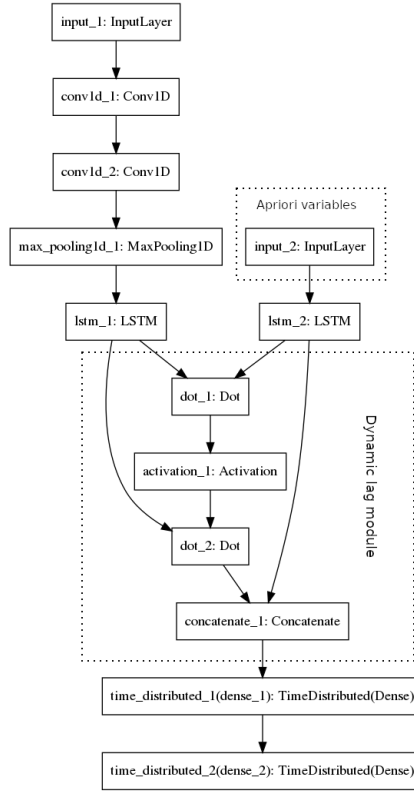 input_1: InputLayer
conv1d_1: Conv1D
conv1d_2: Conv1D
Apriori variables
max_pooling1d_1: MaxPooling1D
input_2: InputLayer
lstm_1: LSTM
lstm_2: LSTM
dot_1: Dot
Dynamic lag module
activation_1: Activation
dot_2: Dot
concatenate_1: Concatenate
time_distributed_1(dense_1): TimeDistributed(Dense)
time_distributed_2(dense_2): TimeDistributed(Dense)